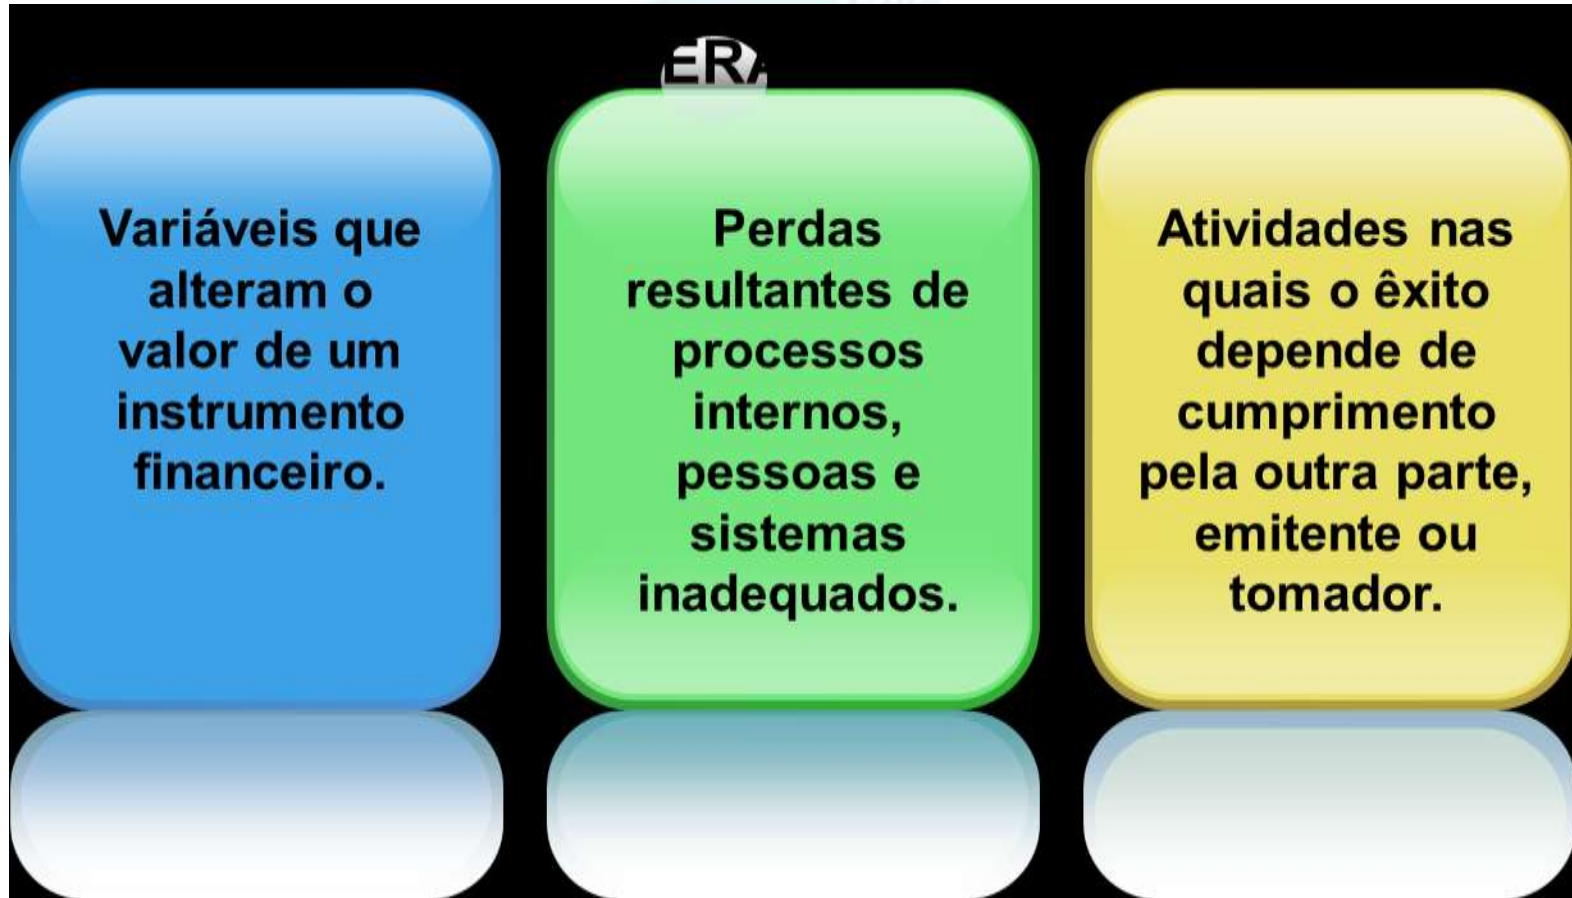 ERA
Variáveis que
alteram o
valor de um
instrumento
financeiro.
Perdas
resultantes de
processos
internos,
pessoas e
sistemas
inadequados.
Atividades nas
quais o êxito
depende de
cumprimento
pela outra parte,
emitente ou
tomador.